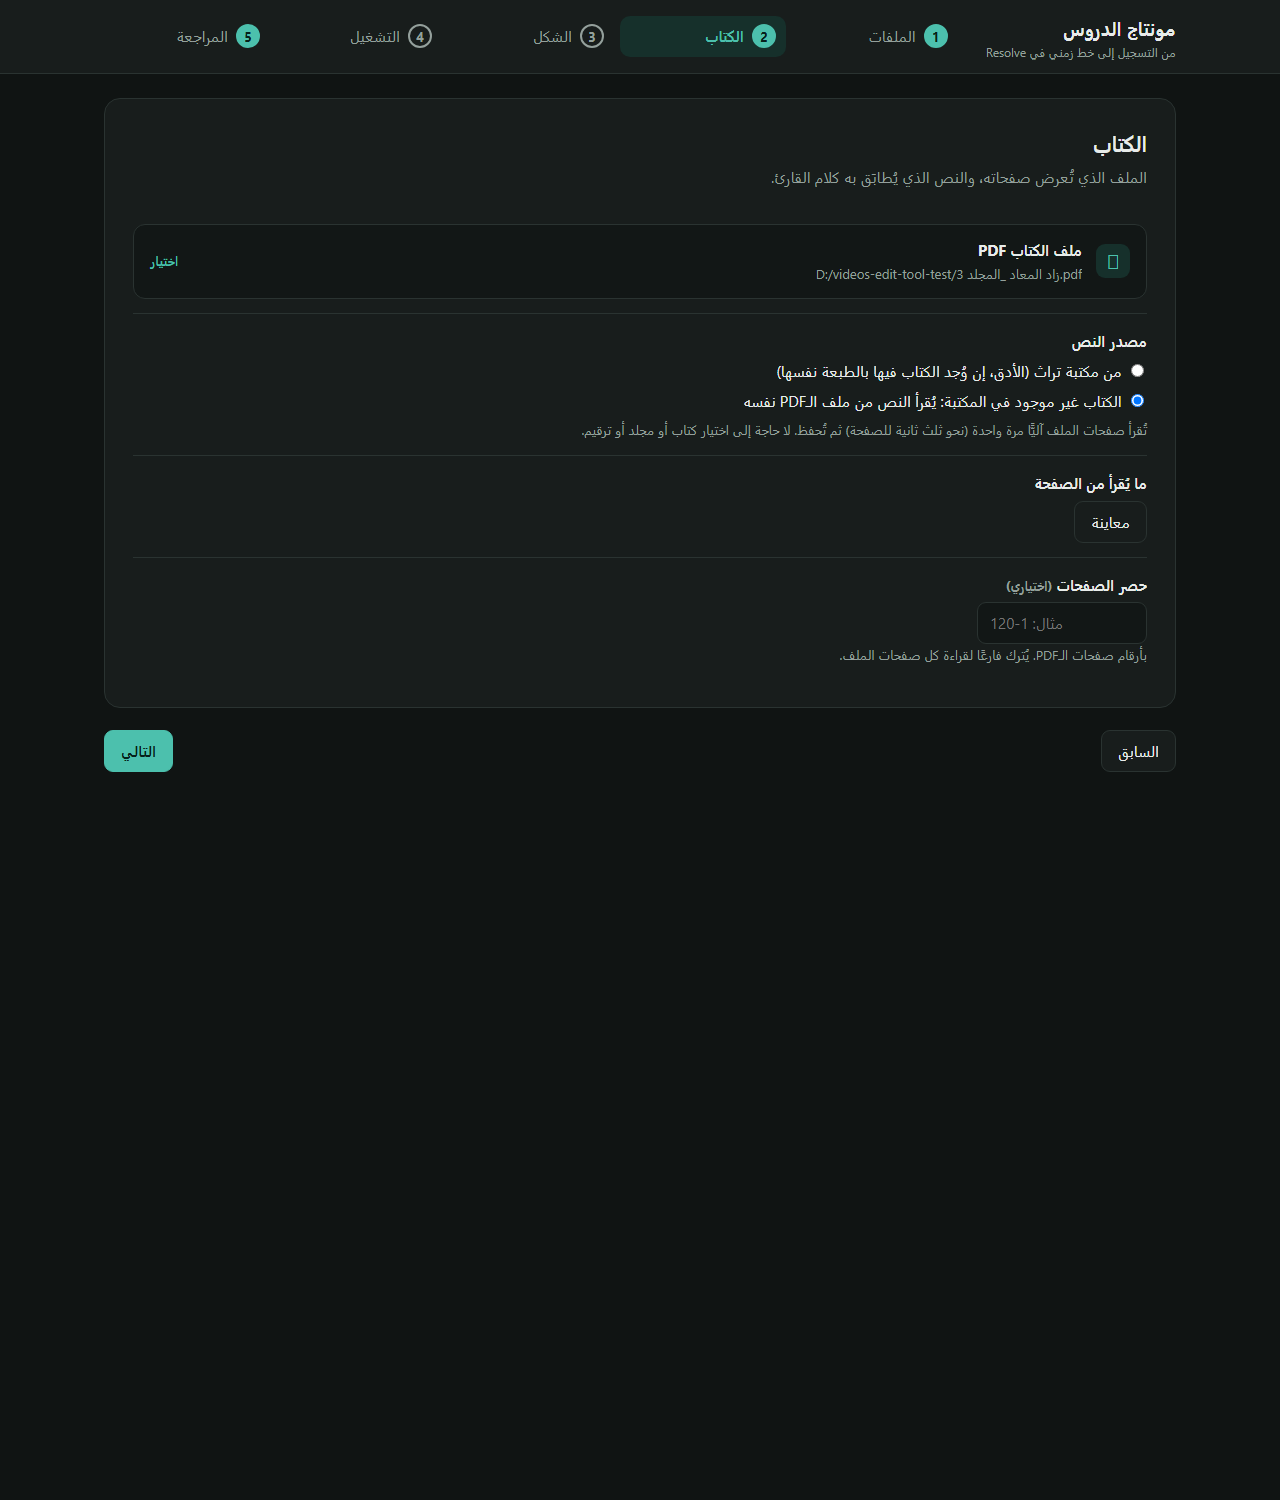 مونتاج الدروس
من التسجيل إلى خط زمني في Resolve
1 الملفات
2 الكتاب
3 الشكل
4 التشغيل
5 المراجعة
الكتاب
الملف الذي تُعرض صفحاته، والنص الذي يُطابَق به كلام القارئ.
ملف الكتاب PDF
D:/videos-edit-tool-test/3 زاد المعاد _المجلد.pdf
اختيار
مصدر النص
من مكتبة تراث (الأدق، إن وُجد الكتاب فيها بالطبعة نفسها)
الكتاب غير موجود في المكتبة: يُقرأ النص من ملف الـPDF نفسه
تُقرأ صفحات الملف آليًّا مرة واحدة (نحو ثلث ثانية للصفحة) ثم تُحفظ. لا حاجة إلى اختيار كتاب أو مجلد أو ترقيم.
ما يُقرأ من الصفحة
معاينة
حصر الصفحات (اختياري)
مثال: 1-120
بأرقام صفحات الـPDF. يُترك فارغًا لقراءة كل صفحات الملف.
السابق
التالي